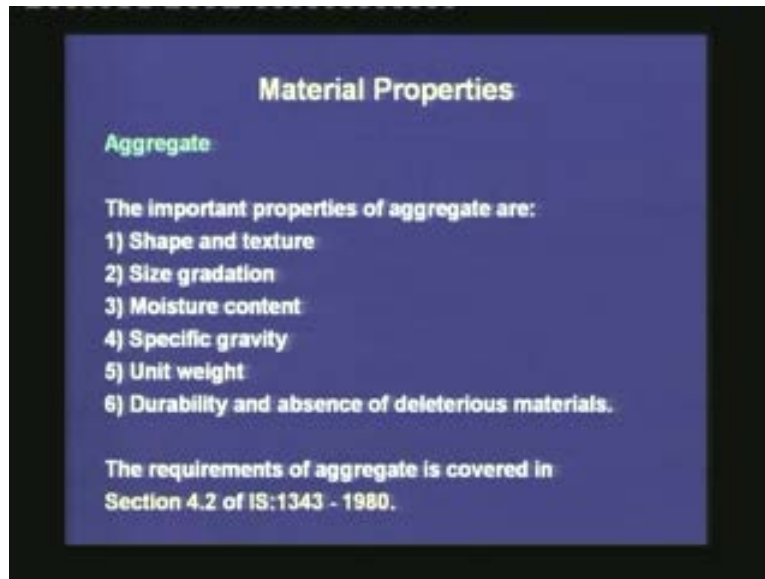 Material Properties
Aggregate
The important properties of aggregate are:
1) Shape and texture
2) Size gradation
3) Moisture content
4) Specific gravity
5) Unit weight
6) Durability and absence of deleterious materials.
The requirements of aggregate is covered in
Section 4.2 of IS:1343 - 1980.